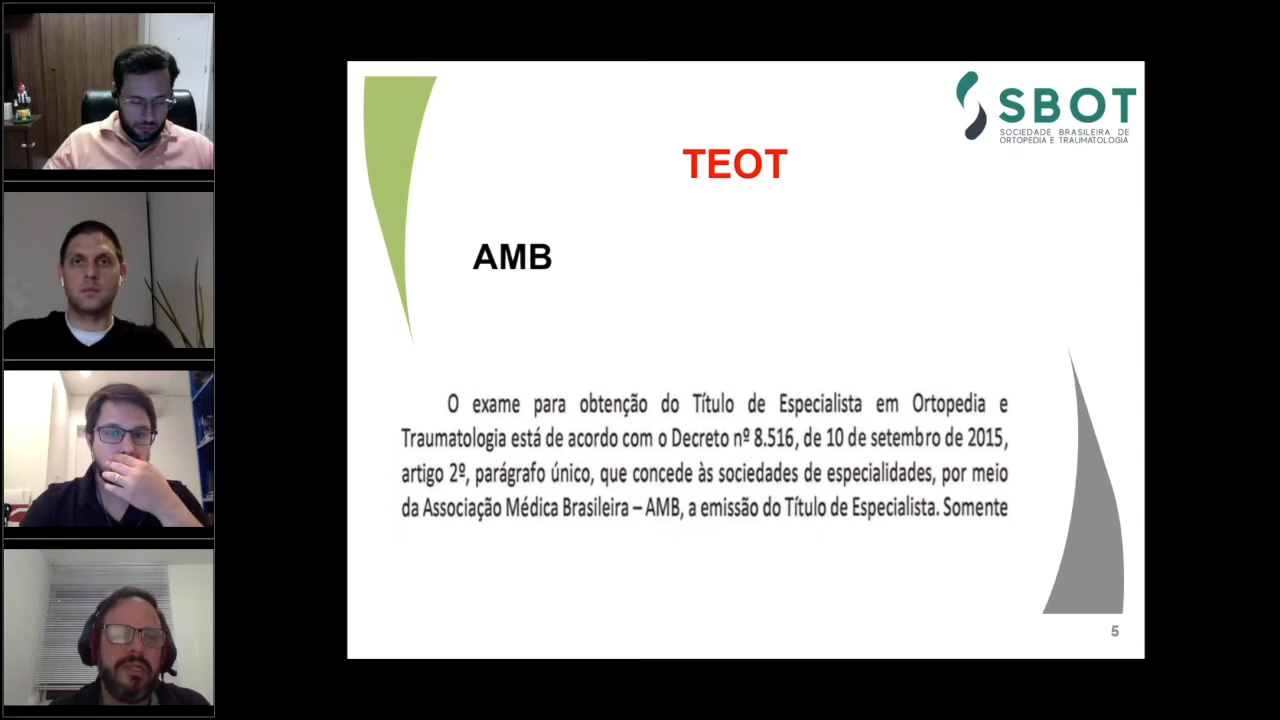 SBOT
SOCIEDADE BRASILEIRA DE
ORTOPEDIA E TRAUMATOLOGIA
TEOT
AMB
O exame para obtenção do Título de Especialista em Ortopedia e
Traumatologia está de acordo com o Decreto nº 8.516, de 10 de setembro de 2015,
artigo 2º, parágrafo único, que concede às sociedades de especialidades, por meio
da Associação Médica Brasileira – AMB, a emissão do Título de Especialista. Somente
5